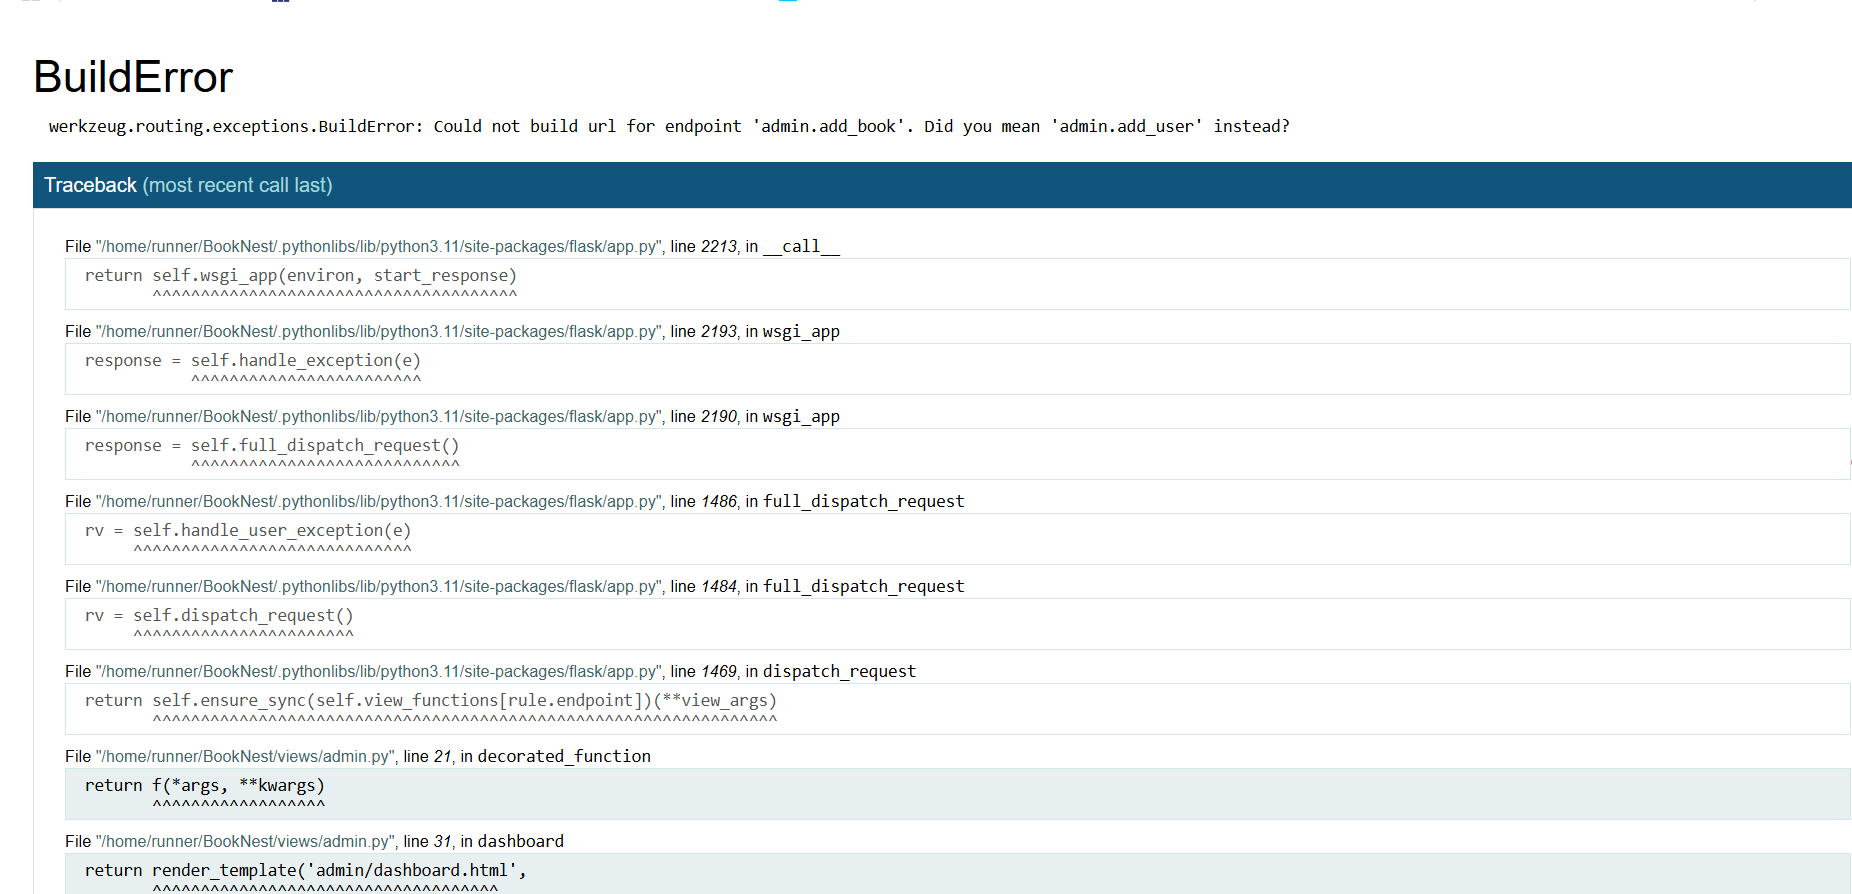 BuildError
werkzeug.routing.exceptions.BuildError: Could not build url for endpoint 'admin.add_book'. Did you mean 'admin.add_user' instead?
Traceback (most recent call last)
File "/home/runner/BookNest/.pythonlibs/lib/python3.11/site-packages/flask/app.py", line 2213, in __call__
return self.wsgi_app(environ, start_response)
^^^^^^^^^^^^^^^^^^^^^^^^^^^^^^^^^^^^^^
File "/home/runner/BookNest/.pythonlibs/lib/python3.11/site-packages/flask/app.py", line 2193, in wsgi_app
response = self.handle_exception(e)
^^^^^^^^^^^^^^^^^^^^^^^^
File "/home/runner/BookNest/.pythonlibs/lib/python3.11/site-packages/flask/app.py", line 2190, in wsgi_app
response = self.full_dispatch_request()
^^^^^^^^^^^^^^^^^^^^^^^^^^^^
File "/home/runner/BookNest/.pythonlibs/lib/python3.11/site-packages/flask/app.py", line 1486, in full_dispatch_request
rv = self.handle_user_exception(e)
^^^^^^^^^^^^^^^^^^^^^^^^^^^^^
File "/home/runner/BookNest/.pythonlibs/lib/python3.11/site-packages/flask/app.py", line 1484, in full_dispatch_request
rv = self.dispatch_request()
^^^^^^^^^^^^^^^^^^^^^^^
File "/home/runner/BookNest/.pythonlibs/lib/python3.11/site-packages/flask/app.py", line 1469, in dispatch_request
return self.ensure_sync(self.view_functions[rule.endpoint])(**view_args)
^^^^^^^^^^^^^^^^^^^^^^^^^^^^^^^^^^^^^^^^^^^^^^^^^^^^^^^^^^^^^^^^^
File "/home/runner/BookNest/views/admin.py", line 21, in decorated_function
return f(*args, **kwargs)
^^^^^^^^^^^^^^^^^^
File "/home/runner/BookNest/views/admin.py", line 31, in dashboard
return render_template('admin/dashboard.html',
^^^^^^^^^^^^^^^^^^^^^^^^^^^^^^^^^^^^